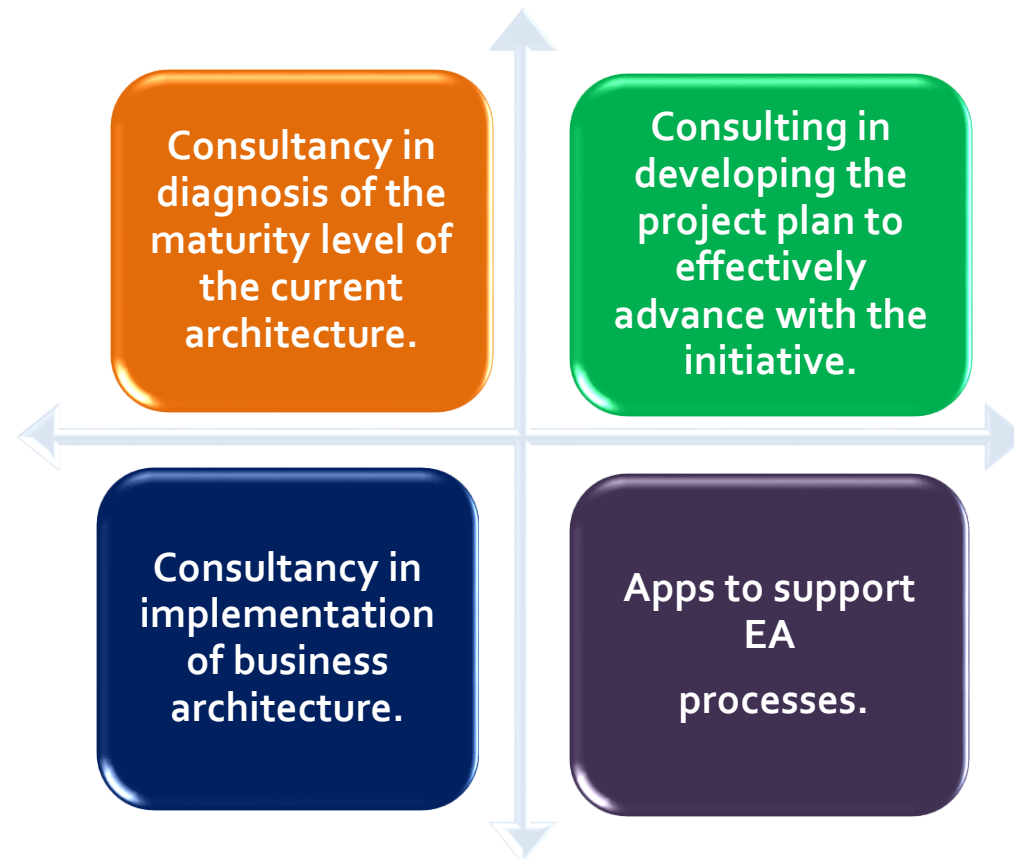 Consultancy in
diagnosis of the
maturity level of
the current
architecture.
Consulting in
developing the
project plan to
effectively
advance with the
initiative.
Consultancy in
implementation
of business
architecture.
Apps to support
EA
processes.